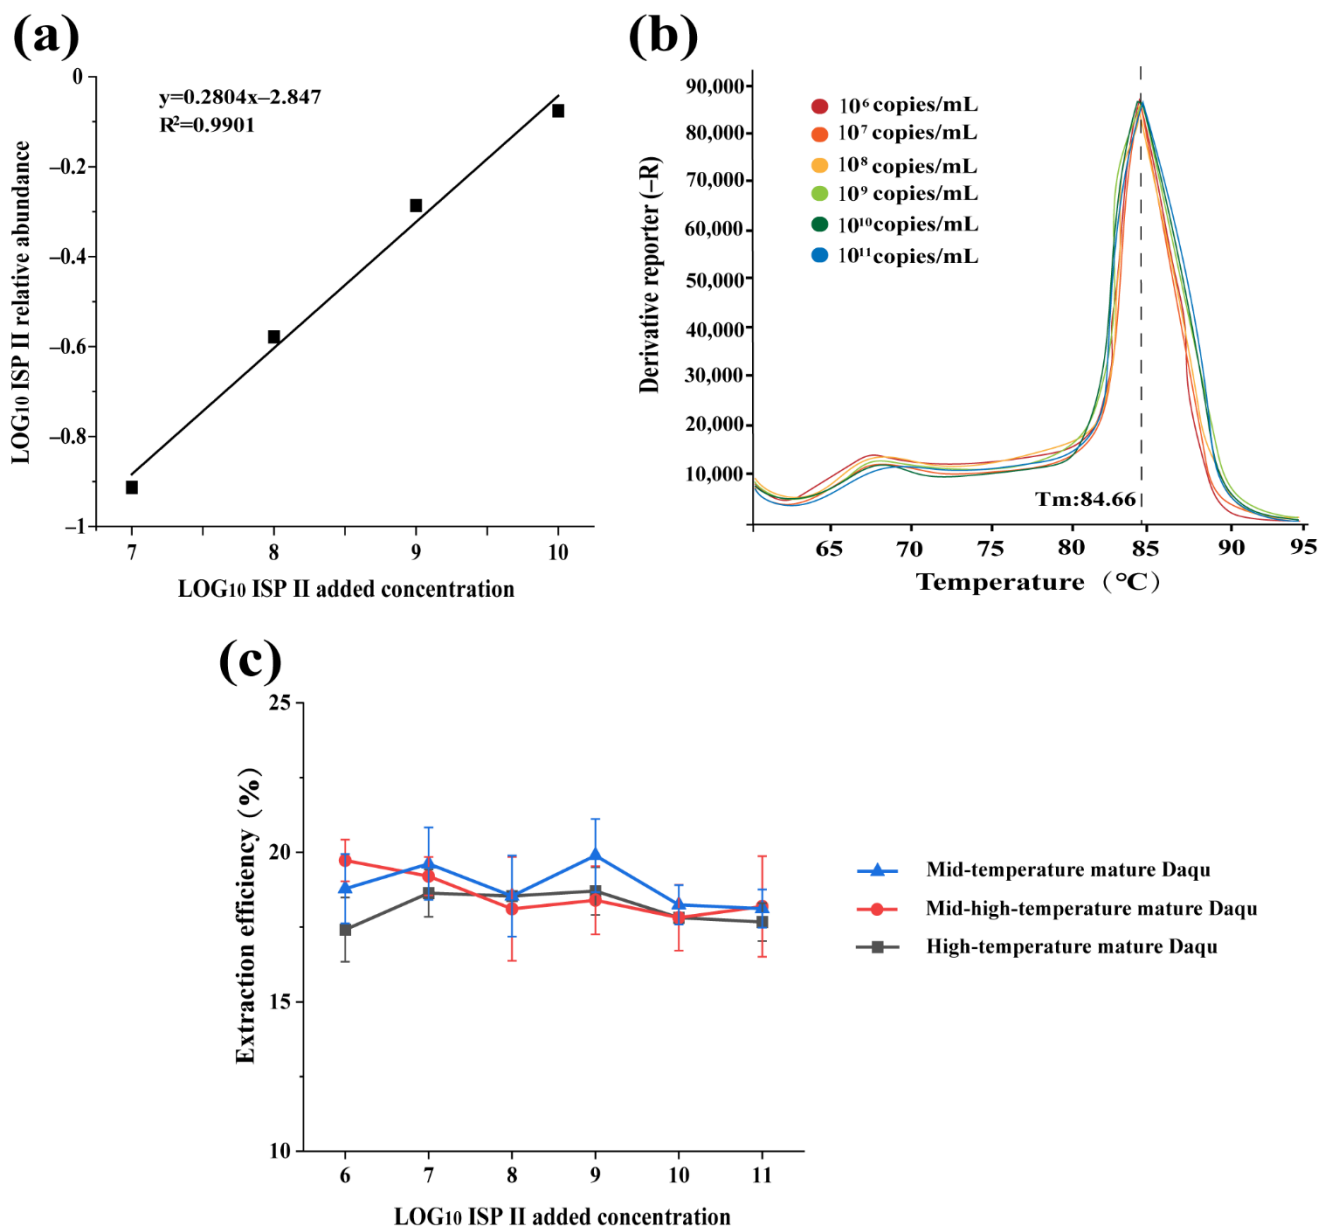 (a)
y=0.2804x–2.847
R²=0.9901
0
–0.2
–0.4
–0.6
–0.8
–1
7 8 9 10
LOG₁₀ ISP II relative abundance
LOG₁₀ ISP II added concentration
(b)
90,000
80,000
70,000
60,000
50,000
40,000
30,000
20,000
10,000
Derivative reporter (–R)
10⁶ copies/mL
10⁷ copies/mL
10⁸ copies/mL
10⁹ copies/mL
10¹⁰ copies/mL
10¹¹ copies/mL
Tm:84.66
65 70 75 80 85 90 95
Temperature (°C)
(c)
25
20
15
10
Extraction efficiency (%)
6 7 8 9 10 11
LOG₁₀ ISP II added concentration
Mid-temperature mature Daqu
Mid-high-temperature mature Daqu
High-temperature mature Daqu